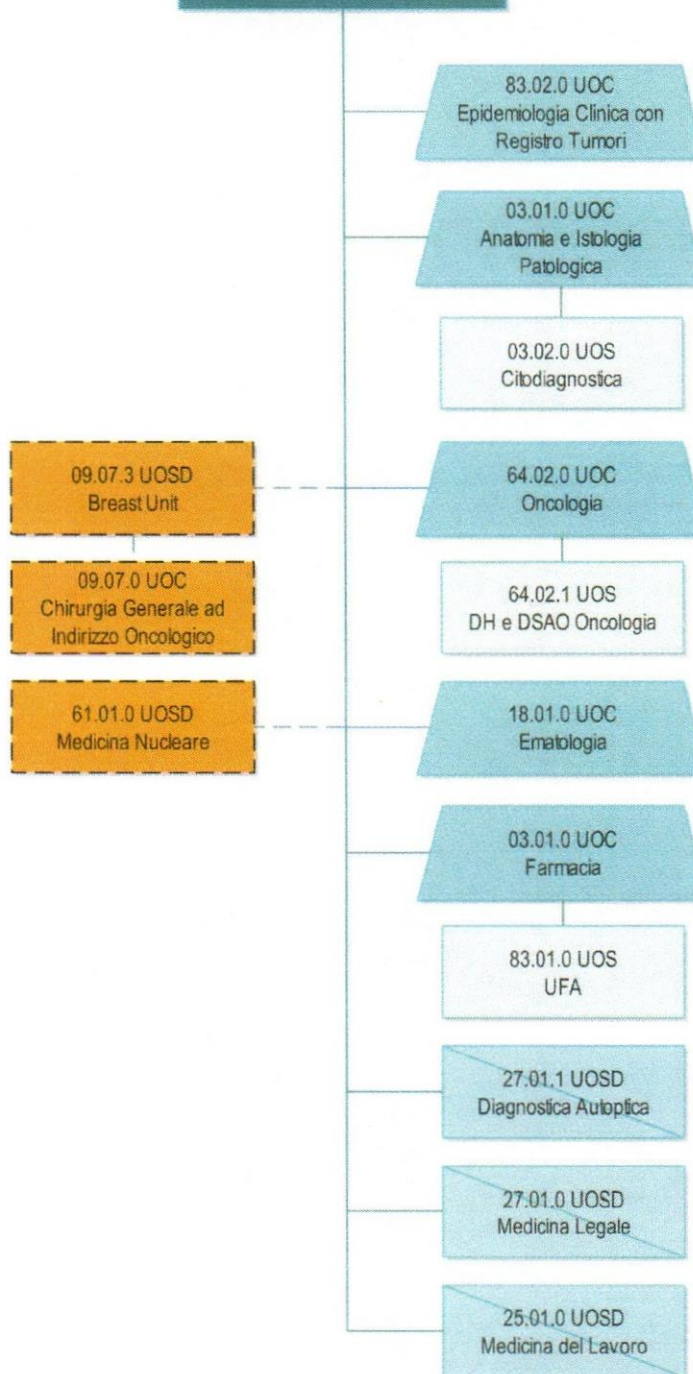 83.02.0 UOC
Epidemiologia Clinica con
Registro Tumori
03.01.0 UOC
Anatomia e Istologia
Patologica
03.02.0 UOS
Citodiagnostica
09.07.3 UOSD
Breast Unit
64.02.0 UOC
Oncologia
09.07.0 UOC
Chirurgia Generale ad
Indirizzo Oncologico
64.02.1 UOS
DH e DSAO Oncologia
61.01.0 UOSD
Medicina Nucleare
18.01.0 UOC
Ematologia
03.01.0 UOC
Farmacia
83.01.0 UOS
UFA
27.01.1 UOSD
Diagnostica Autoptica
27.01.0 UOSD
Medicina Legale
25.01.0 UOSD
Medicina del Lavoro